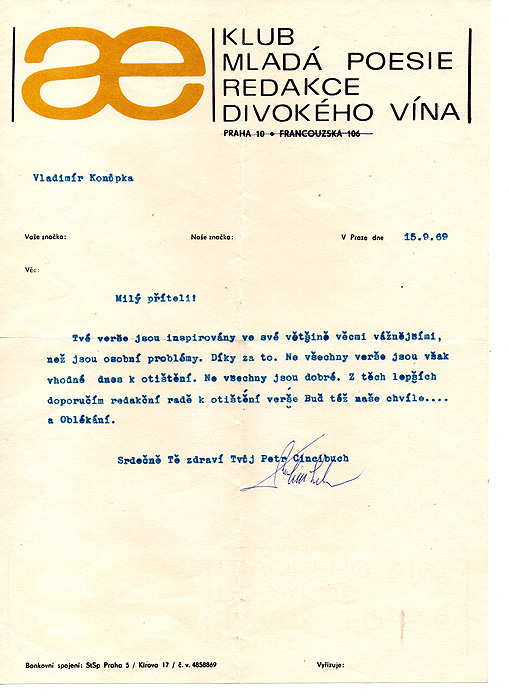 æ
KLUB
MLADÁ POESIE
REDAKCE
DIVOKÉHO VÍNA
PRAHA 10 • FRANCOUZSKÁ 106
Vladimír Konůpka
Vaše značka: Naše značka: V Praze dne 15.9.69
Věc:
Milý příteli!
Tvé verše jsou inspirovány ve své většině věcmi vážnějšími,
než jsou osobní problémy. Díky za to. Ne všechny verše jsou však
vhodné dnes k otištění. Ne všechny jsou dobré. Z těch lepších
doporučím redakční radě k otištění verše Buď též naše chvíle....
a Oblékání.
Srdečně Tě zdraví Tvůj Petr Cincibuch
Bankovní spojení: StSp Praha 5 / Kirova 17 / č. v. 4858869 Vyřizuje: